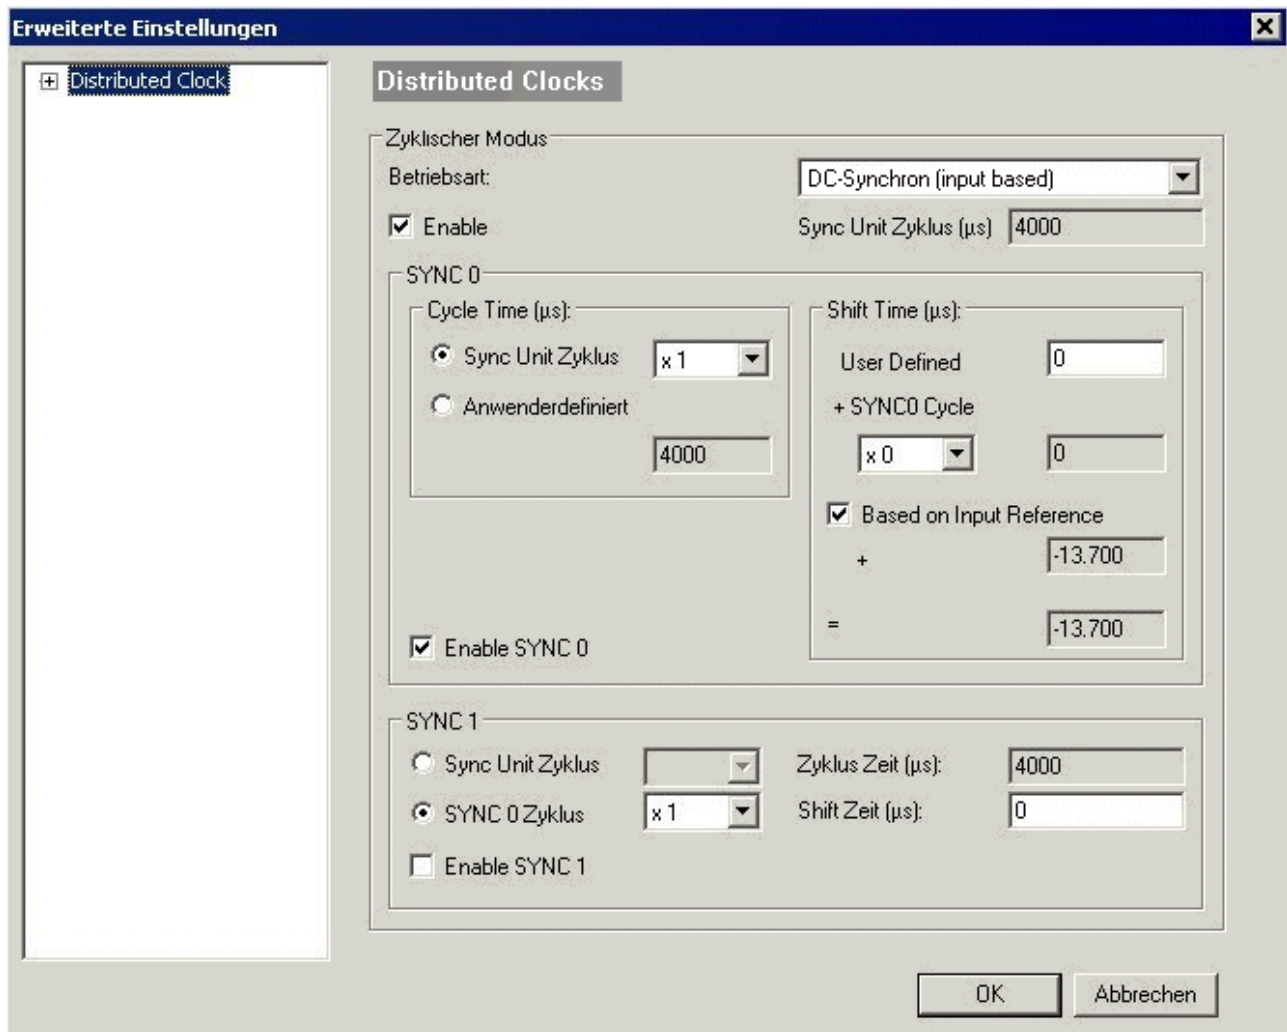 Erweiterte Einstellungen
Distributed Clock
Distributed Clocks
Zyklischer Modus
Betriebsart:
DC-Synchron (input based)
Enable
Sync Unit Zyklus (µs)
4000
SYNC 0
Cycle Time (µs):
Sync Unit Zyklus
x 1
Anwenderdefiniert
4000
Shift Time (µs):
User Defined
0
+ SYNC0 Cycle
x 0
0
Based on Input Reference
+
-13.700
=
-13.700
Enable SYNC 0
SYNC 1
Sync Unit Zyklus
Zyklus Zeit (µs):
4000
SYNC 0 Zyklus
x 1
Shift Zeit (µs):
0
Enable SYNC 1
OK
Abbrechen